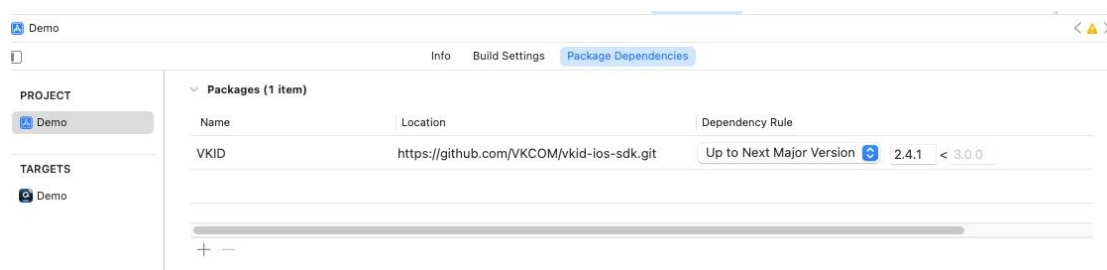 Demo
Info Build Settings Package Dependencies
PROJECT
Demo
TARGETS
Demo
Packages (1 item)
Name Location Dependency Rule
VKID https://github.com/VKCOM/vkid-ios-sdk.git Up to Next Major Version 2.4.1 < 3.0.0